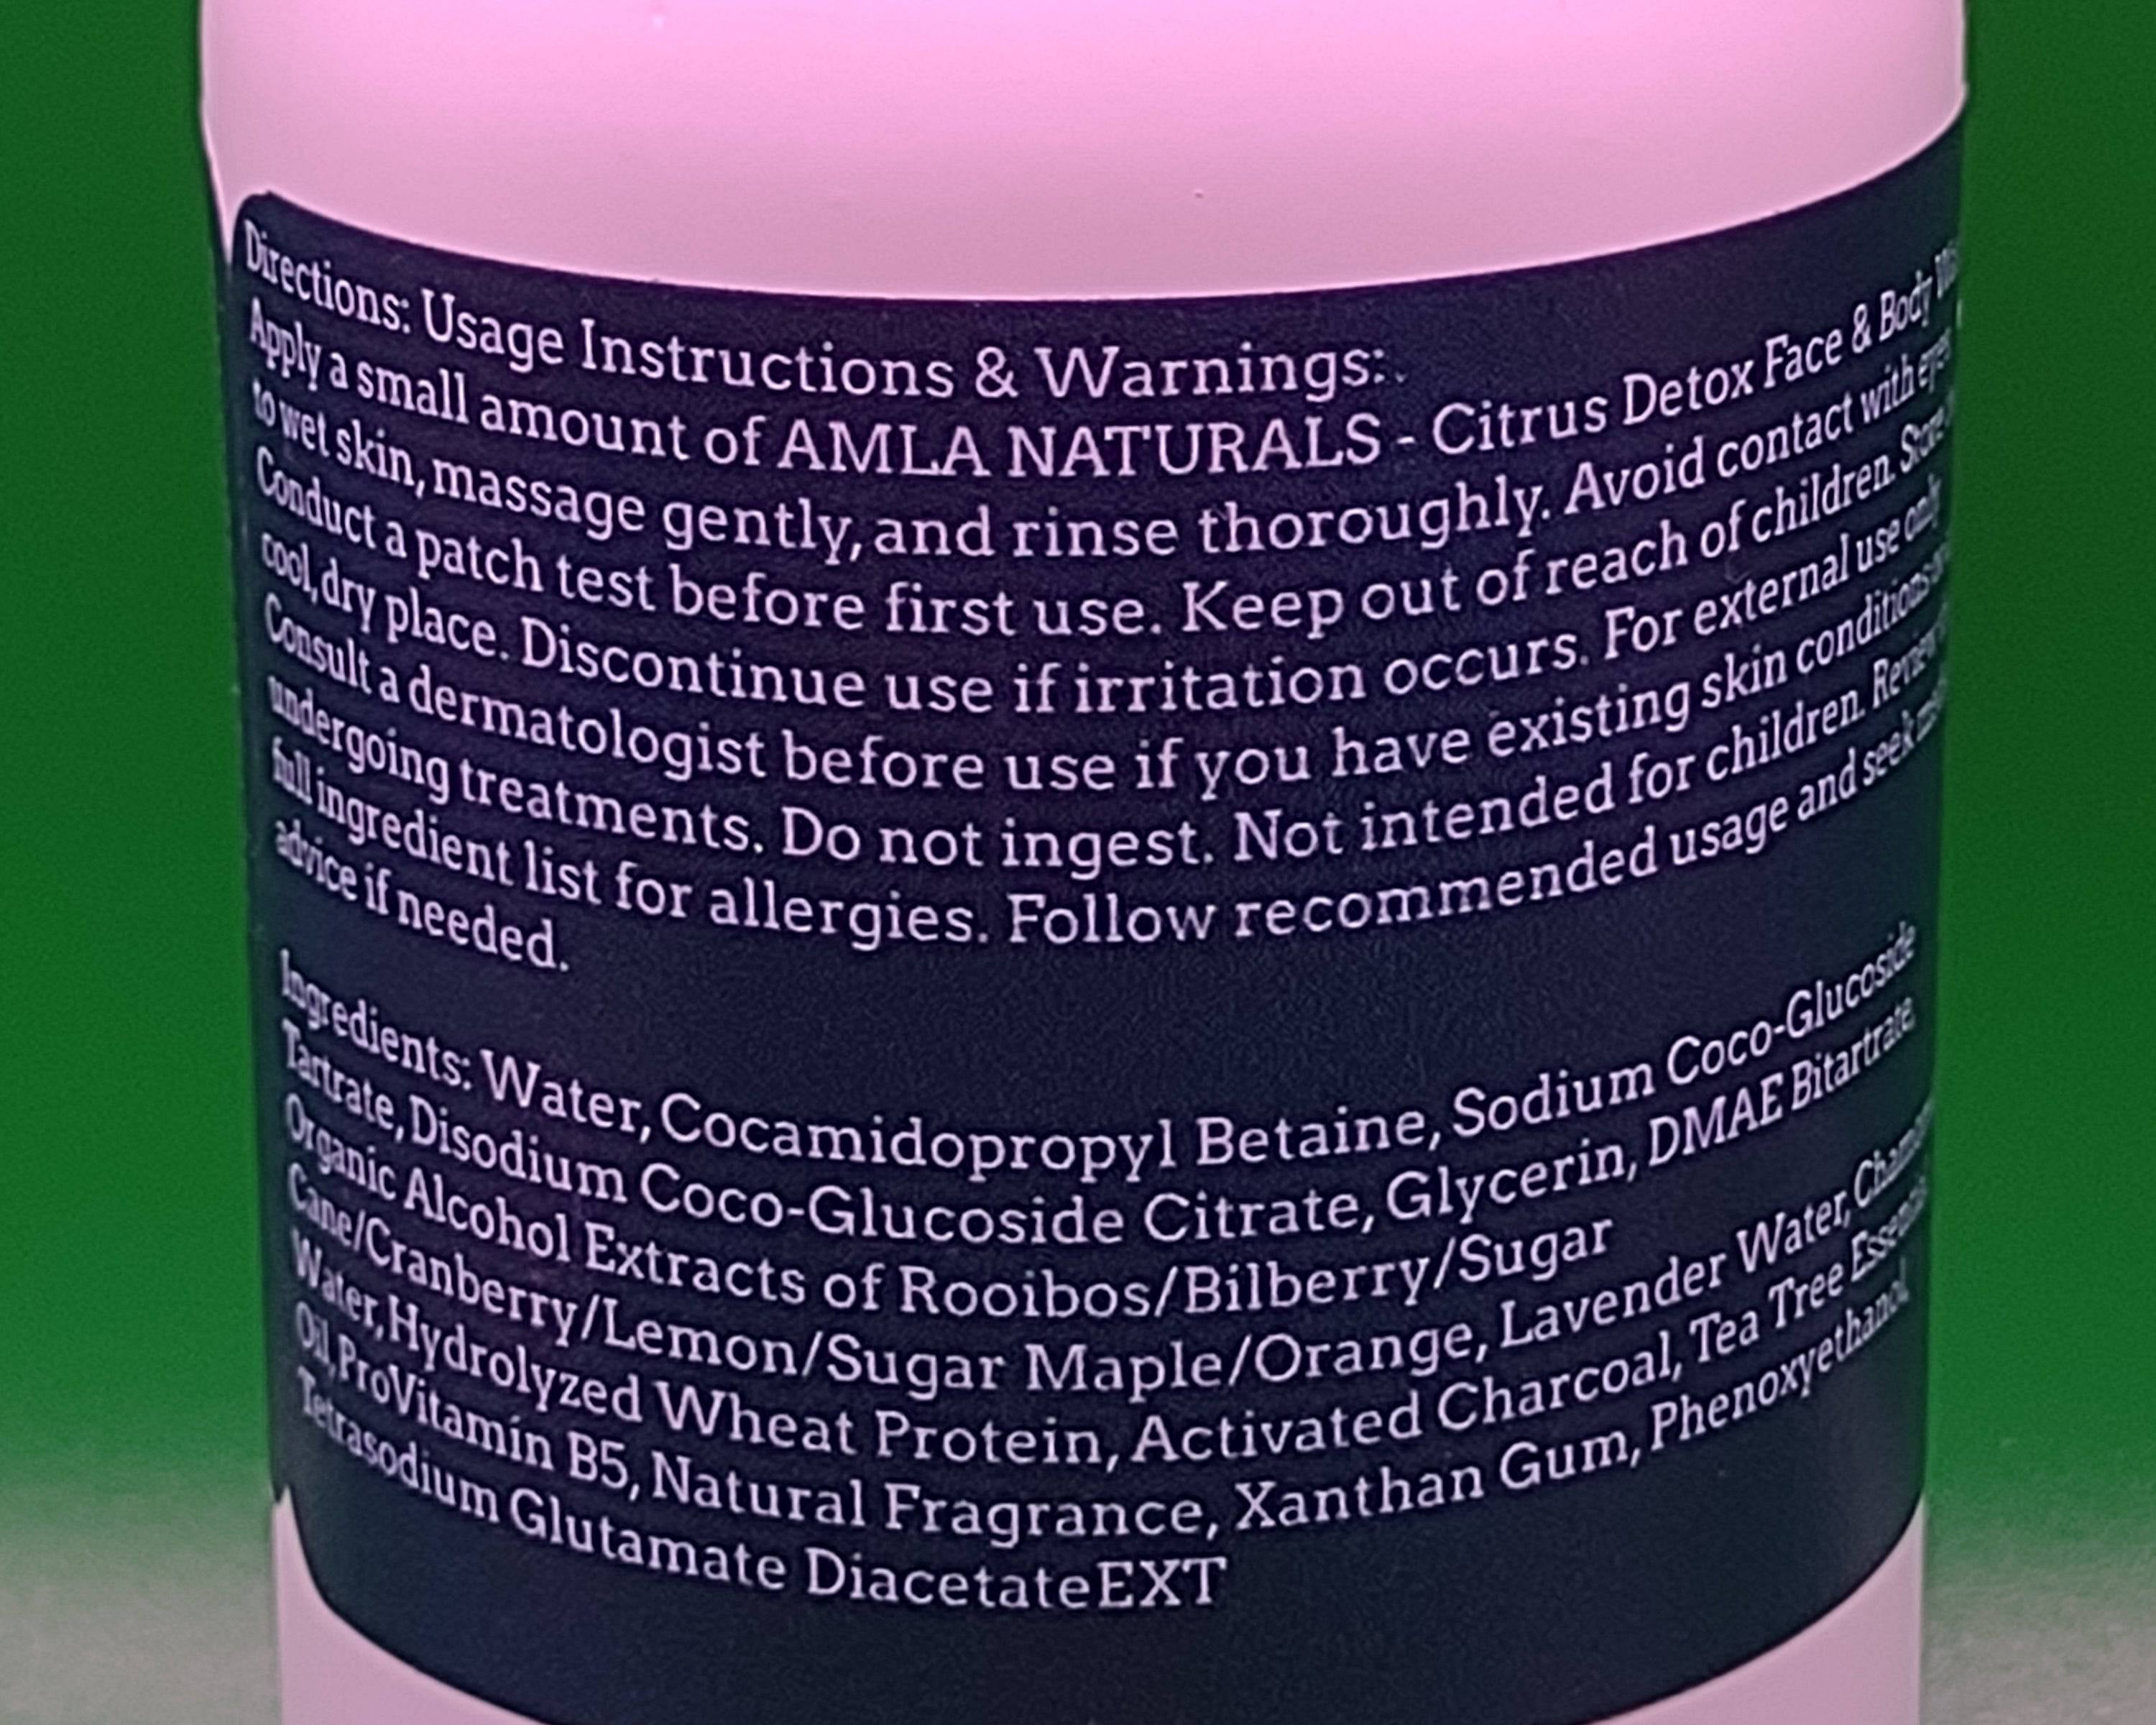 Directions: Usage Instructions & Warnings:.
Apply a small amount of AMLA NATURALS - Citrus Detox Face & Body
to wet skin, massage gently, and rinse thoroughly. Avoid contact with eyes.
Conduct a patch test before first use. Keep out of reach of children. Store
cool, dry place. Discontinue use if irritation occurs. For external use only.
Consult a dermatologist before use if you have existing skin conditions
undergoing treatments. Do not ingest. Not intended for children. Review
full ingredient list for allergies. Follow recommended usage and seek
advice if needed.
Ingredients: Water, Cocamidopropyl Betaine, Sodium Coco-Glucoside
Tartrate, Disodium Coco-Glucoside Citrate, Glycerin, DMAE Bitartrate,
Organic Alcohol Extracts of Rooibos/Bilberry/Sugar
Cane/Cranberry/Lemon/Sugar Maple/Orange, Lavender Water,
Water, Hydrolyzed Wheat Protein, Activated Charcoal, Tea Tree Essential
Oil, ProVitamin B5, Natural Fragrance, Xanthan Gum, Phenoxyethanol,
Tetrasodium Glutamate DiacetateEXT